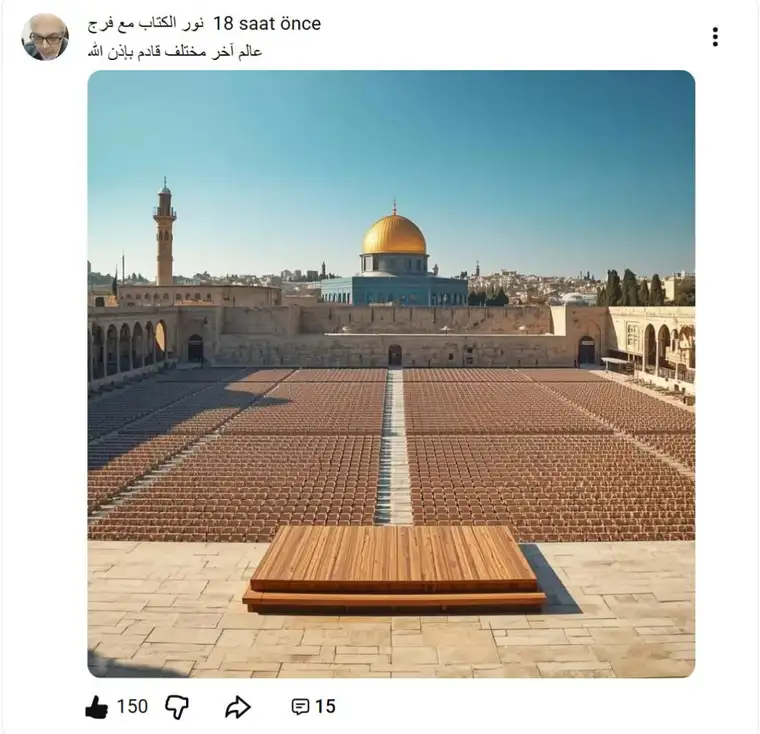 نور الكتاب مع فرج 18 saat önce
عالم آخر مختلف قادم بإذن الله
150 15